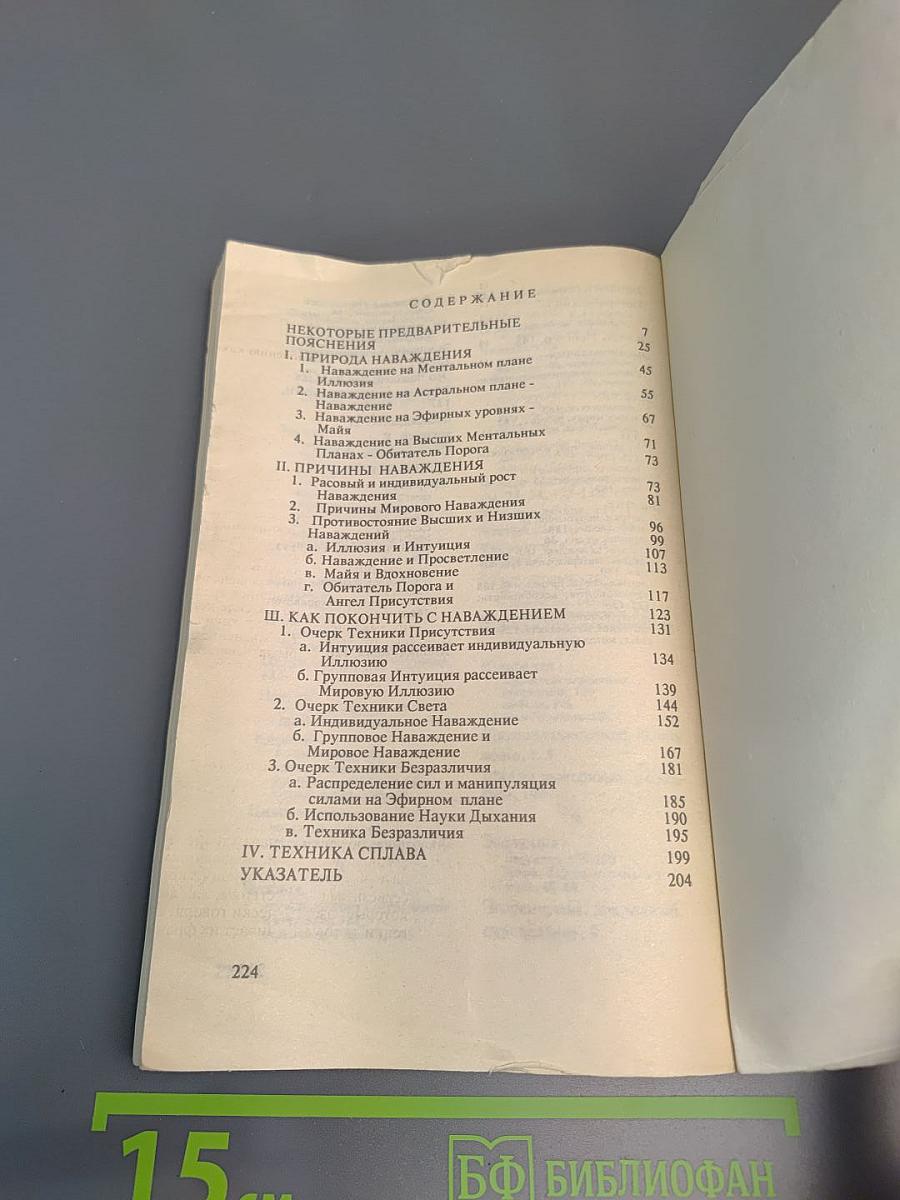 СОДЕРЖАНИЕ
НЕКОТОРЫЕ ПРЕДВАРИТЕЛЬНЫЕ
ПОЯСНЕНИЯ 7
I. ПРИРОДА НАВАЖДЕНИЯ 25
1. Наваждение на Ментальном плане
Иллюзия 45
2. Наваждение на Астральном плане -
Наваждение 55
3. Наваждение на Эфирных уровнях -
Майя 67
4. Наваждение на Высших Ментальных
Планах - Обитатель Порога 71
II. ПРИЧИНЫ НАВАЖДЕНИЯ 73
1. Расовый и индивидуальный рост
Наваждения 73
2. Причины Мирового Наваждения 81
3. Противостояние Высших и Низших
Наваждений 96
а. Иллюзия и Интуиция 99
б. Наваждение и Просветление 107
в. Майя и Вдохновение 113
г. Обитатель Порога и
Ангел Присутствия 117
Ш. КАК ПОКОНЧИТЬ С НАВАЖДЕНИЕМ 123
1. Очерк Техники Присутствия 131
а. Интуиция рассеивает индивидуальную
Иллюзию 134
б. Групповая Интуиция рассеивает
Мировую Иллюзию 139
2. Очерк Техники Света 144
а. Индивидуальное Наваждение 152
б. Групповое Наваждение и
Мировое Наваждение 167
3. Очерк Техники Безразличия 181
а. Распределение сил и манипуляция
силами на Эфирном плане 185
б. Использование Науки Дыхания 190
в. Техника Безразличия 195
IV. ТЕХНИКА СПЛАВА 199
УКАЗАТЕЛЬ 204
224
15 см
БФ БИБЛИОФАН